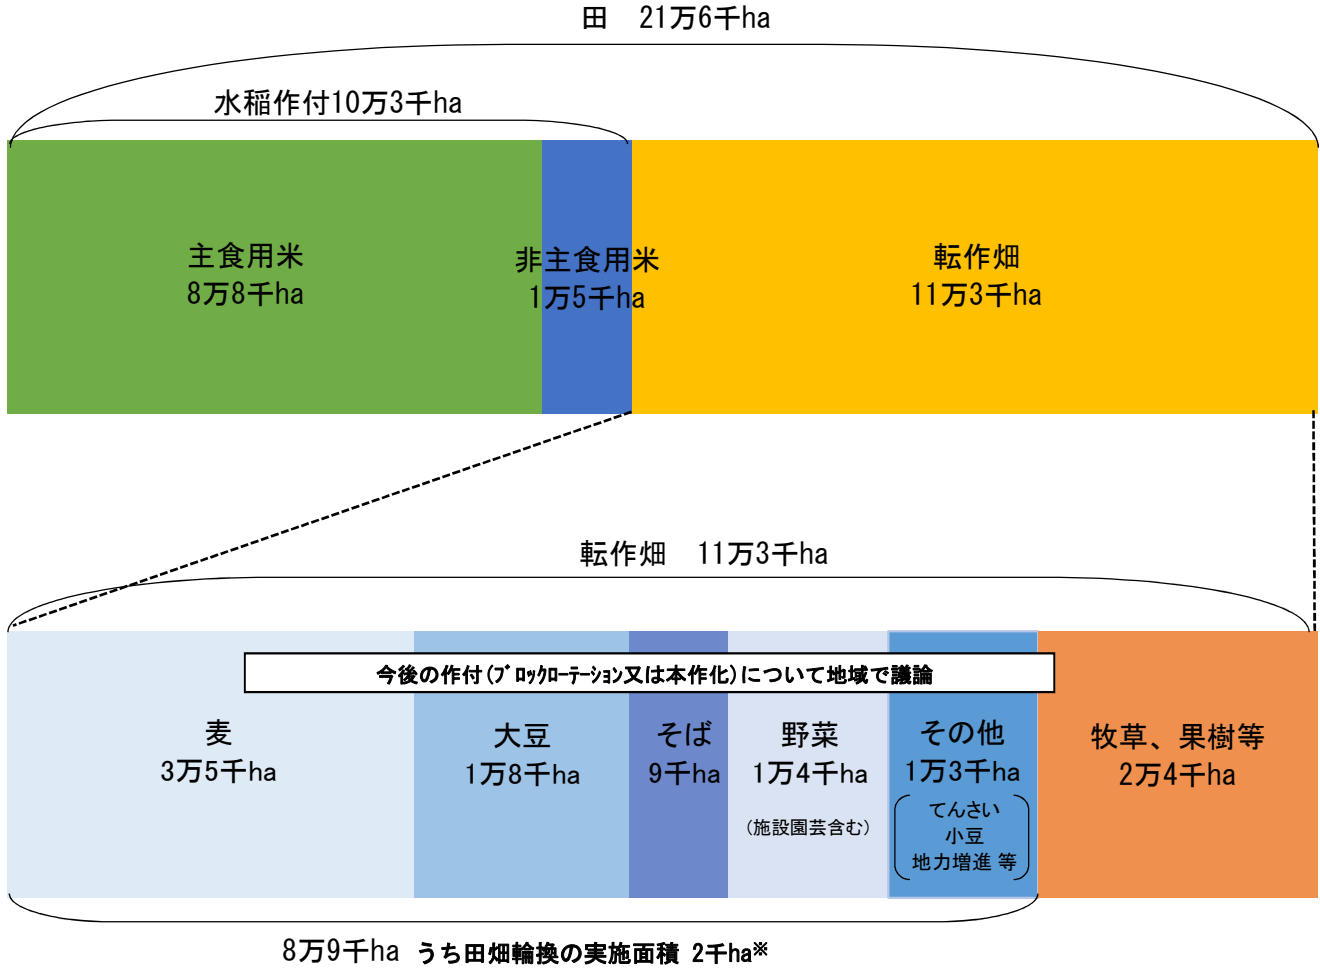 田　21万6千ha
水稲作付10万3千ha
主食用米
8万8千ha
非主食用米
1万5千ha
転作畑
11万3千ha
転作畑　11万3千ha
今後の作付(ﾌﾞﾛｯｸﾛｰﾃｰｼｮﾝ又は本作化)について地域で議論
麦
3万5千ha
大豆
1万8千ha
そば
9千ha
野菜
1万4千ha
(施設園芸含む)
その他
1万3千ha
てんさい
小豆
地力増進 等
牧草、果樹等
2万4千ha
8万9千ha うち田畑輪換の実施面積 2千ha※